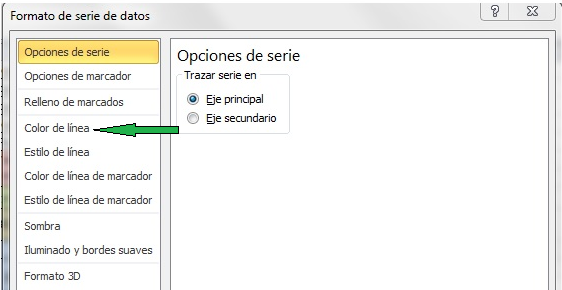 Formato de serie de datos
?
Opciones de serie
Opciones de marcador
Relleno de marcados
Color de línea
Estilo de línea
Color de línea de marcador
Estilo de línea de marcador
Sombra
Iluminado y bordes suaves
Formato 3D
Opciones de serie
Trazar serie en
Eje principal
Eje secundario